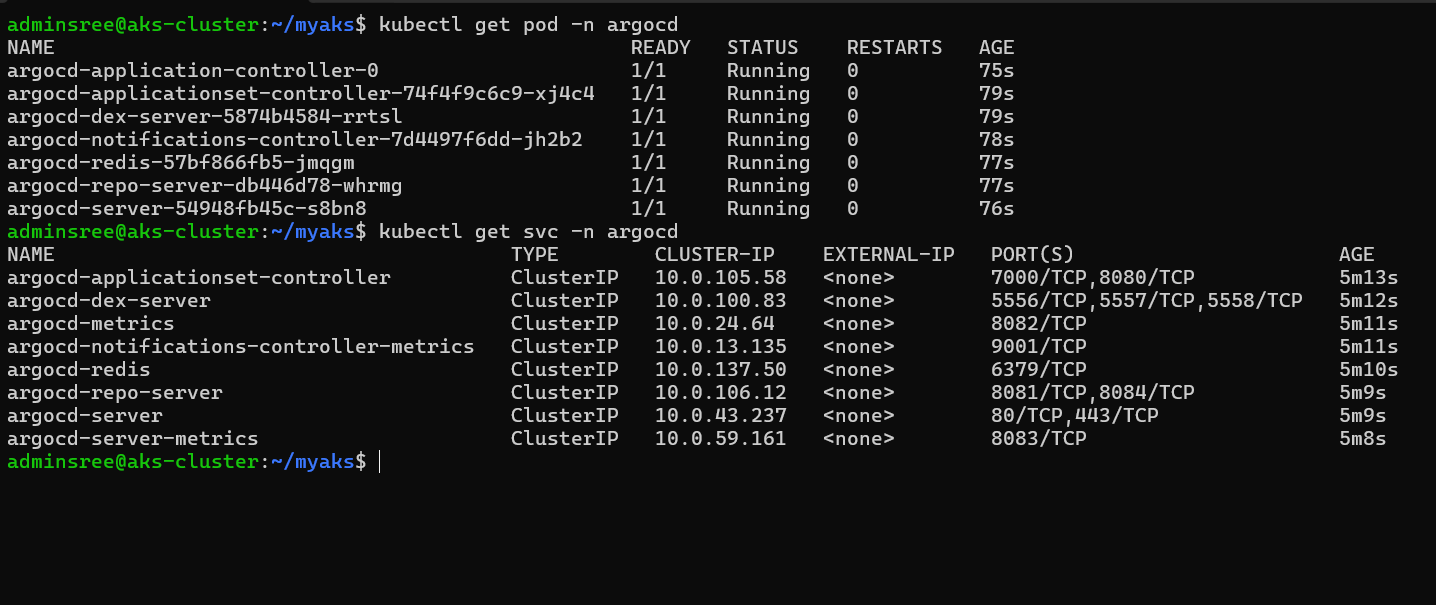 adminsree@aks-cluster:~/myaks$ kubectl get pod -n argocd
NAME READY STATUS RESTARTS AGE
argocd-application-controller-0 1/1 Running 0 75s
argocd-applicationset-controller-74f4f9c6c9-xj4c4 1/1 Running 0 79s
argocd-dex-server-5874b4584-rrtsl 1/1 Running 0 79s
argocd-notifications-controller-7d4497f6dd-jh2b2 1/1 Running 0 78s
argocd-redis-57bf866fb5-jmqgm 1/1 Running 0 77s
argocd-repo-server-db446d78-whrmg 1/1 Running 0 77s
argocd-server-54948fb45c-s8bn8 1/1 Running 0 76s
adminsree@aks-cluster:~/myaks$ kubectl get svc -n argocd
NAME TYPE CLUSTER-IP EXTERNAL-IP PORT(S) AGE
argocd-applicationset-controller ClusterIP 10.0.105.58 <none> 7000/TCP,8080/TCP 5m13s
argocd-dex-server ClusterIP 10.0.100.83 <none> 5556/TCP,5557/TCP,5558/TCP 5m12s
argocd-metrics ClusterIP 10.0.24.64 <none> 8082/TCP 5m11s
argocd-notifications-controller-metrics ClusterIP 10.0.13.135 <none> 9001/TCP 5m11s
argocd-redis ClusterIP 10.0.137.50 <none> 6379/TCP 5m10s
argocd-repo-server ClusterIP 10.0.106.12 <none> 8081/TCP,8084/TCP 5m9s
argocd-server ClusterIP 10.0.43.237 <none> 80/TCP,443/TCP 5m9s
argocd-server-metrics ClusterIP 10.0.59.161 <none> 8083/TCP 5m8s
adminsree@aks-cluster:~/myaks$